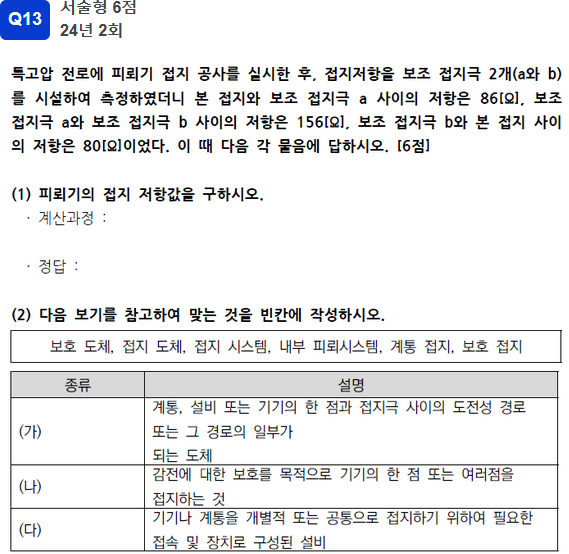 Q13
서술형 6점
24년 2회
특고압 전로에 피뢰기 접지 공사를 실시한 후, 접지저항을 보조 접지극 2개(a와 b)
를 시설하여 측정하였더니 본 접지와 보조 접지극 a 사이의 저항은 86[Ω], 보조
접지극 a와 보조 접지극 b 사이의 저항은 156[Ω], 보조 접지극 b와 본 접지 사이
의 저항은 80[Ω]이었다. 이 때 다음 각 물음에 답하시오. [6점]
(1) 피뢰기의 접지 저항값을 구하시오.
· 계산과정 :
· 정답 :
(2) 다음 보기를 참고하여 맞는 것을 빈칸에 작성하시오.
보호 도체, 접지 도체, 접지 시스템, 내부 피뢰시스템, 계통 접지, 보호 접지
종류 설명
계통, 설비 또는 기기의 한 점과 접지극 사이의 도전성 경로
(가) 또는 그 경로의 일부가
되는 도체
(나) 감전에 대한 보호를 목적으로 기기의 한 점 또는 여러점을
접지하는 것
(다) 기기나 계통을 개별적 또는 공통으로 접지하기 위하여 필요한
접속 및 장치로 구성된 설비